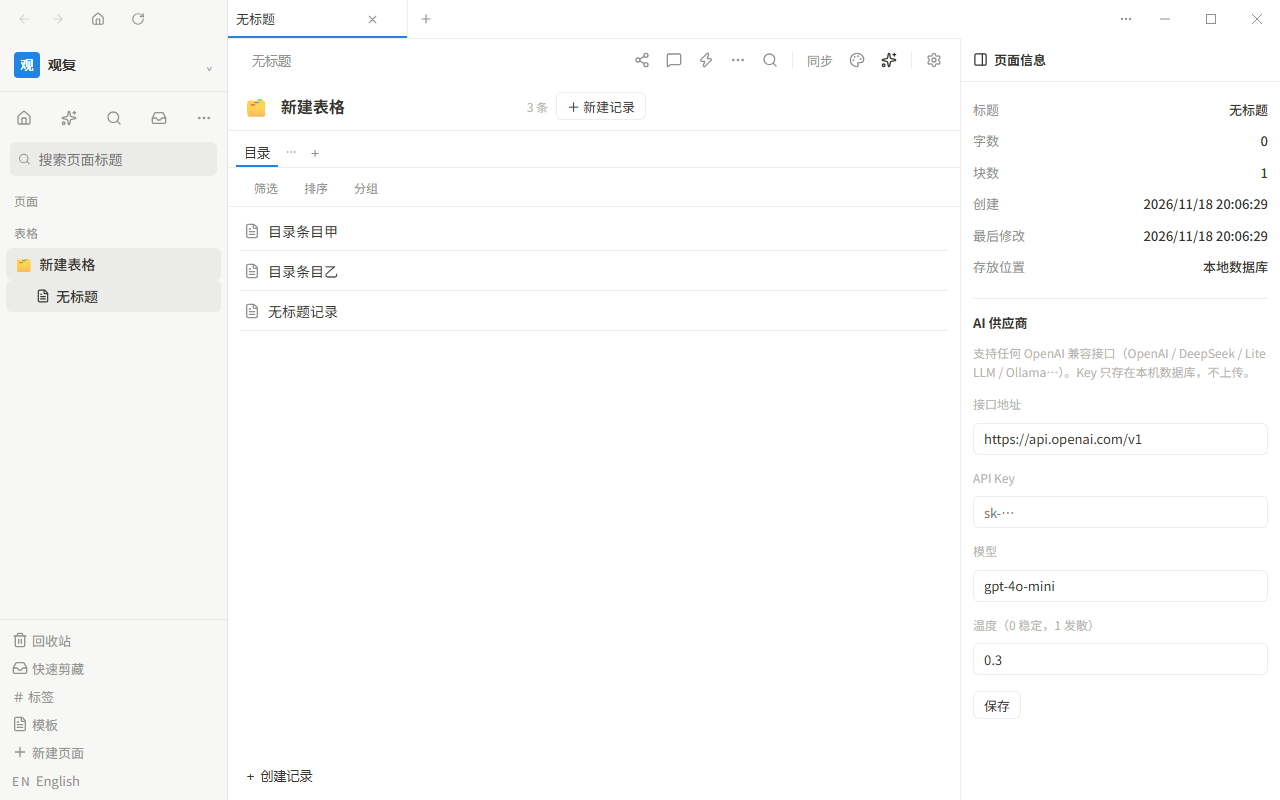 无标题
观 观复
搜索页面标题
页面
表格
新建表格
无标题
回收站
快速剪藏
# 标签
模板
新建页面
EN English
无标题
同步
新建表格
3 条
+ 新建记录
目录 ··· +
筛选 排序 分组
目录条目甲
目录条目乙
无标题记录
+ 创建记录
页面信息
标题 无标题
字数 0
块数 1
创建 2026/11/18 20:06:29
最后修改 2026/11/18 20:06:29
存放位置 本地数据库
AI 供应商
支持任何 OpenAI 兼容接口（OpenAI / DeepSeek / Lite
LLM / Ollama…）。Key 只存在本机数据库，不上传。
接口地址
https://api.openai.com/v1
API Key
sk-…
模型
gpt-4o-mini
温度（0 稳定，1 发散）
0.3
保存